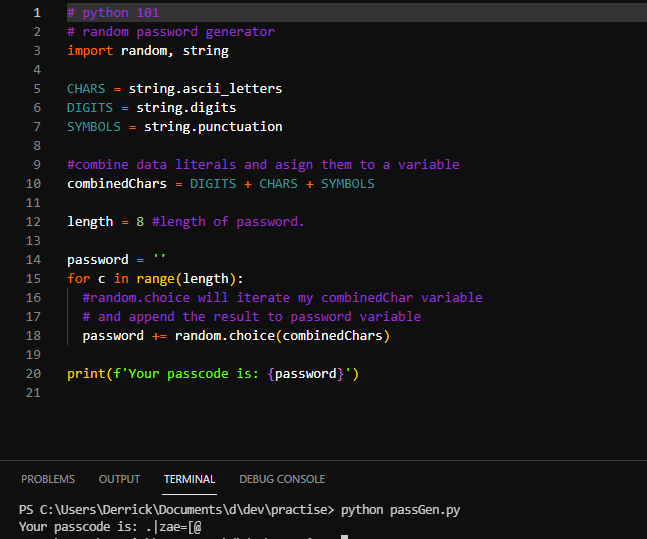 1 # python 101
2 # random password generator
3 import random, string
4
5 CHARS = string.ascii_letters
6 DIGITS = string.digits
7 SYMBOLS = string.punctuation
8
9 #combine data literals and asign them to a variable
10 combinedChars = DIGITS + CHARS + SYMBOLS
11
12 length = 8 #length of password.
13
14 password = ''
15 for c in range(length):
16 #random.choice will iterate my combinedChar variable
17 # and append the result to password variable
18 password += random.choice(combinedChars)
19
20 print(f'Your passcode is: {password}')
21
PROBLEMS OUTPUT TERMINAL DEBUG CONSOLE
PS C:\Users\Derrick\Documents\d\dev\practise> python passGen.py
Your passcode is: .|zae=[@